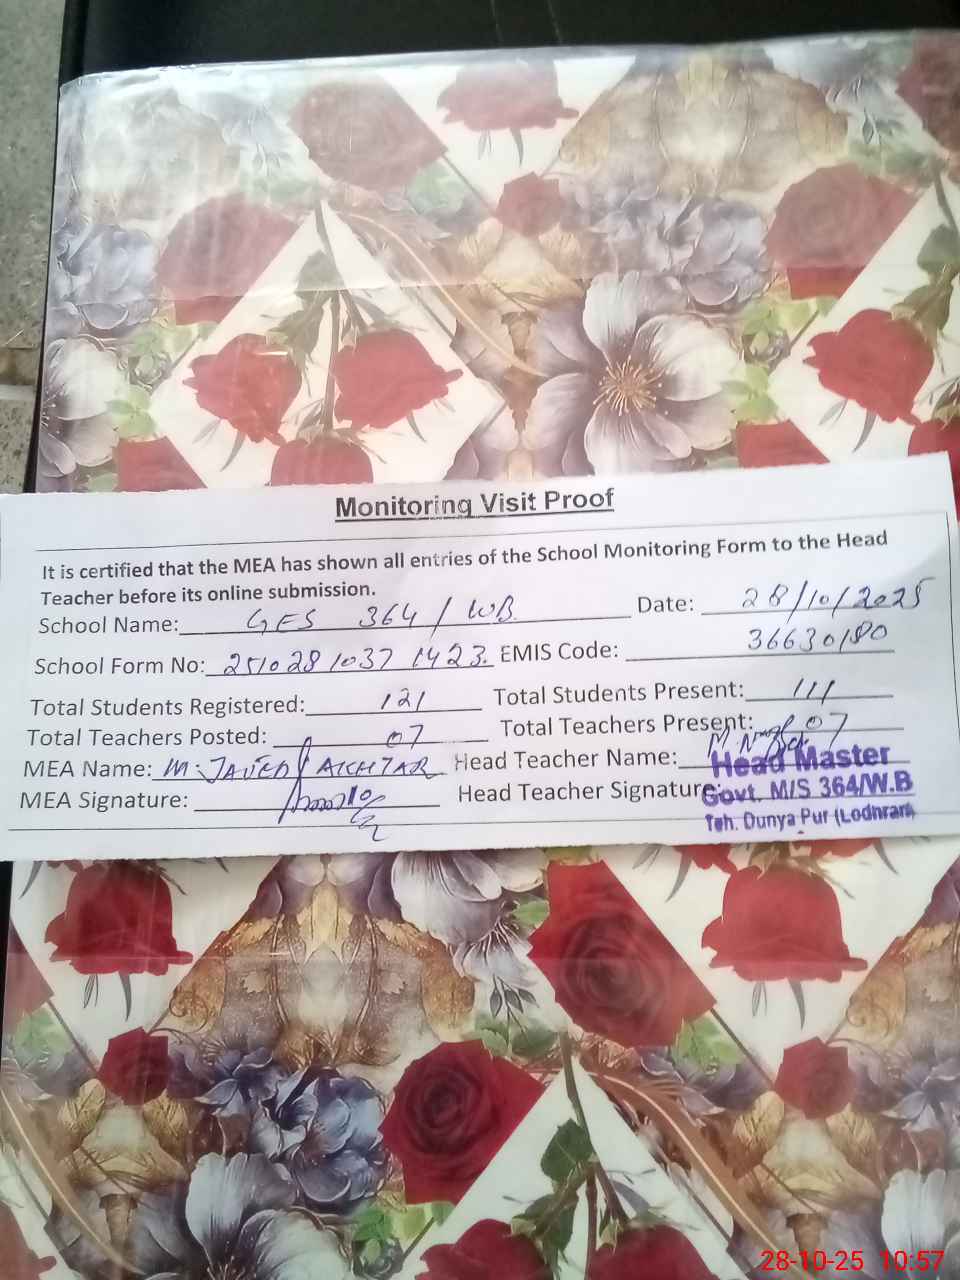 Monitoring Visit Proof
It is certified that the MEA has shown all entries of the School Monitoring Form to the Head
Teacher before its online submission.
School Name: GES 364/WB Date: 28/10/2025
School Form No: 251028 1037 1423 EMIS Code: 36630180
Total Students Registered: 121 Total Students Present: 111
Total Teachers Posted: 07 Total Teachers Present: 07
MEA Name: M. JAVED AKHTAR Head Teacher Name:
MEA Signature: Head Teacher Signature:
Head Master
Govt. M/S 364/W.B
Teh. Dunya Pur (Lodhran)
28-10-25 10:57